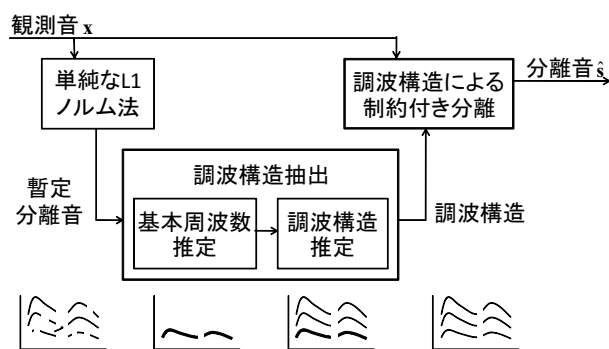 観測音 x
単純なL1
ノルム法
調波構造による
制約付き分離
分離音 ŝ
暫定
分離音
調波構造抽出
基本周波数
推定
調波構造
推定
調波構造